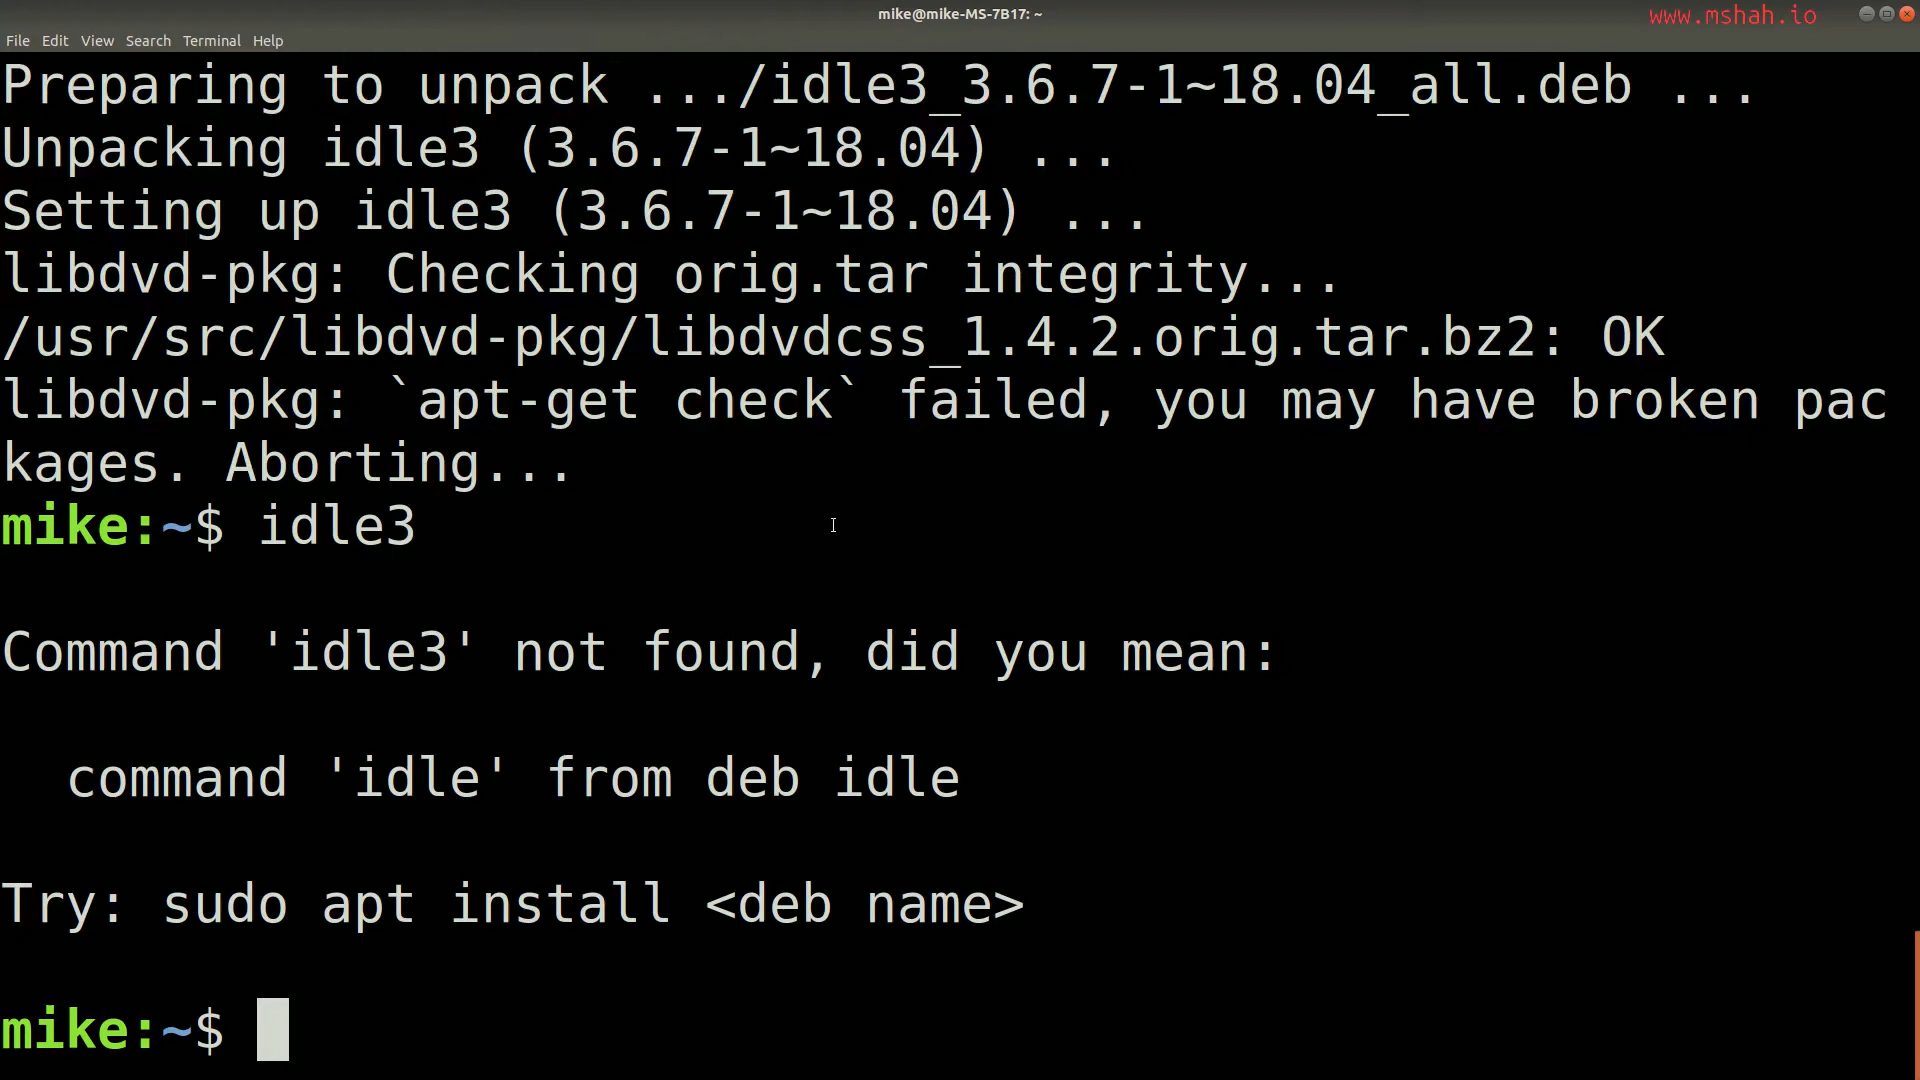 mike@mike-MS-7B17: ~
www.mshah.io
File Edit View Search Terminal Help
Preparing to unpack .../idle3_3.6.7-1~18.04_all.deb ...
Unpacking idle3 (3.6.7-1~18.04) ...
Setting up idle3 (3.6.7-1~18.04) ...
libdvd-pkg: Checking orig.tar integrity...
/usr/src/libdvd-pkg/libdvdcss_1.4.2.orig.tar.bz2: OK
libdvd-pkg: `apt-get check` failed, you may have broken pac
kages. Aborting...
mike:~$ idle3
Command 'idle3' not found, did you mean:
command 'idle' from deb idle
Try: sudo apt install <deb name>
mike:~$